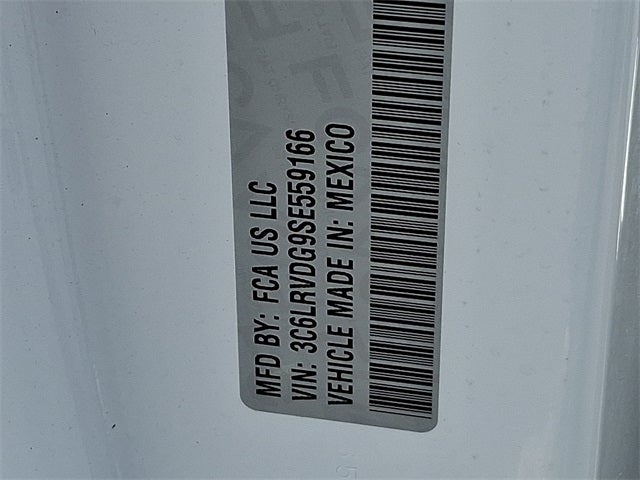 MFD BY: FCA US LLC
VIN: 3C6LRVDG9SE559166
VEHICLE MADE IN: MEXICO